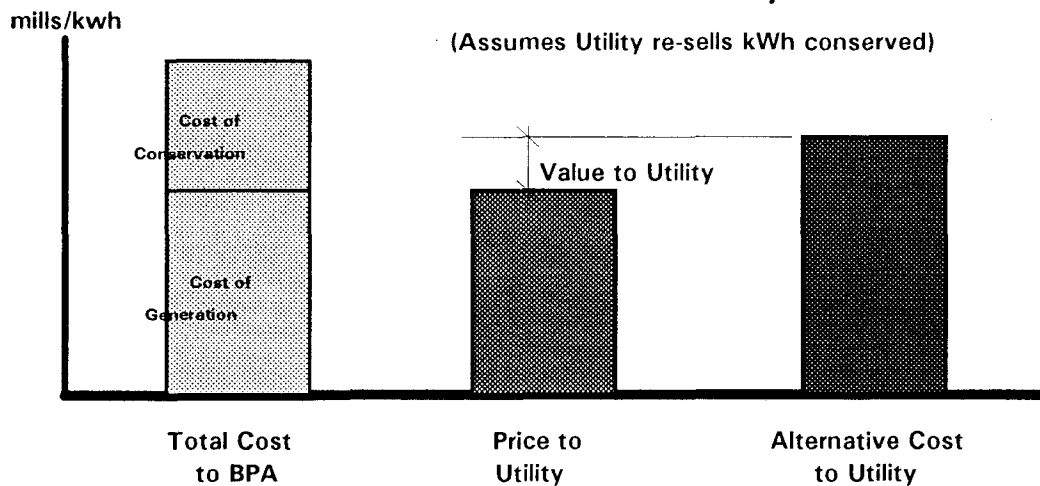 mills/kwh
(Assumes Utility re-sells kWh conserved)
Cost of
Conservation
Value to Utility
Cost of
Generation
Total Cost
to BPA
Price to
Utility
Alternative Cost
to Utility